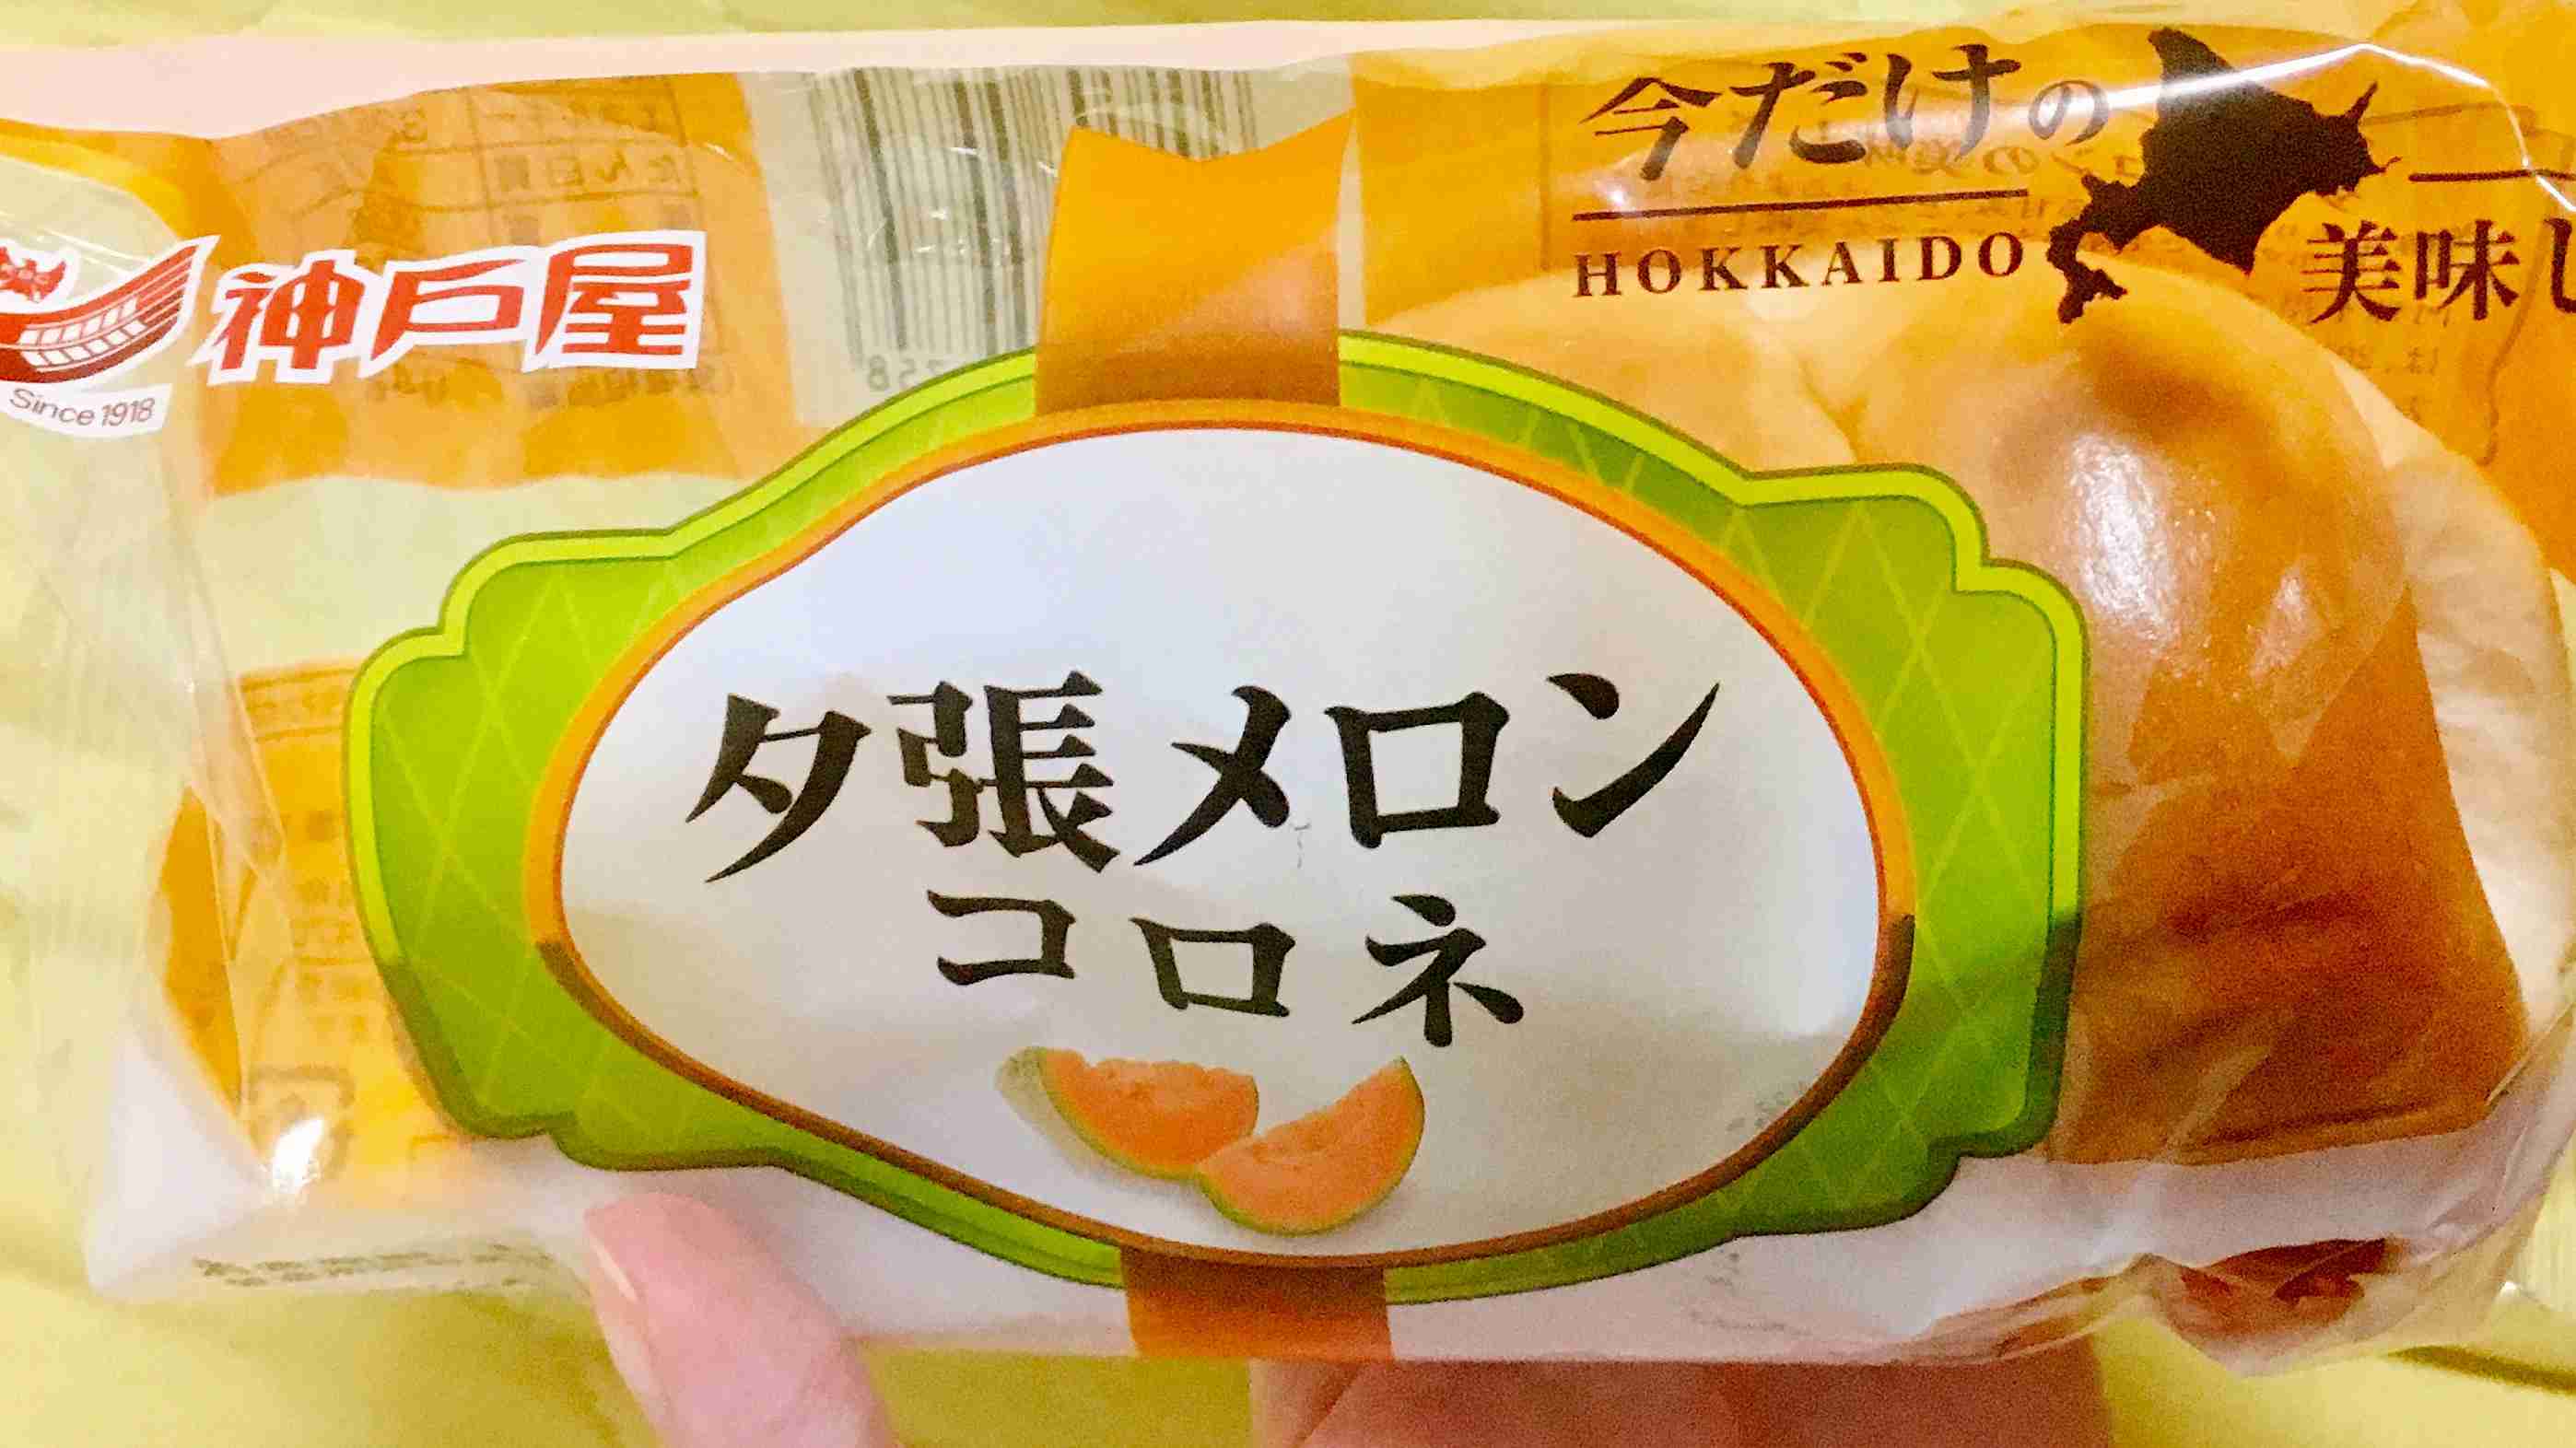 今だけの
HOKKAIDO
美味し
神戸屋
Since 1918
夕張メロン
コロネ